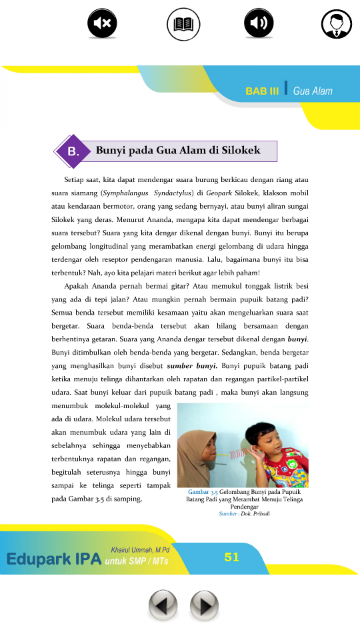 BAB III | Gua Alam
B. Bunyi pada Gua Alam di Silokek
Setiap saat, kita dapat mendengar suara burung berkicau dengan riang atau
suara siamang (Symphalangus Syndactylus) di Geopark Silokek, klakson mobil
atau kendaraan bermotor, orang yang sedang bernyayi, atau bunyi aliran sungai
Silokek yang deras. Menurut Ananda, mengapa kita dapat mendengar berbagai
suara tersebut? Suara yang kita dengar dikenal dengan bunyi. Bunyi itu berupa
gelombang longitudinal yang merambatkan energi gelombang di udara hingga
terdengar oleh reseptor pendengaran manusia. Lalu, bagaimana bunyi itu bisa
terbentuk? Nah, ayo kita pelajari materi berikut agar lebih paham!
Apakah Ananda pernah bermai gitar? Atau memukul tonggak listrik besi
yang ada di tepi jalan? Atau mungkin pernah bermain pupuik batang padi?
Semua benda tersebut memiliki kesamaan yaitu akan mengeluarkan suara saat
bergetar. Suara benda-benda tersebut akan hilang bersamaan dengan
berhentinya getaran. Suara yang Ananda dengar tersebut dikenal dengan bunyi.
Bunyi ditimbulkan oleh benda-benda yang bergetar. Sedangkan, benda bergetar
yang menghasilkan bunyi disebut sumber bunyi. Bunyi pupuik batang padi
ketika menuju telinga dihantarkan oleh rapatan dan regangan partikel-partikel
udara. Saat bunyi keluar dari pupuik batang padi , maka bunyi akan langsung
menumbuk molekul-molekul yang
ada di udara. Molekul udara tersebut
akan menumbuk udara yang lain di
sebelahnya sehingga menyebabkan
terbentuknya rapatan dan regangan,
begitulah seterusnya hingga bunyi
sampai ke telinga seperti tampak
pada Gambar 3.5 di samping.
Gambar 3.5 Gelombang Bunyi pada Pupuik
Batang Padi yang Merambat Menuju Telinga
Pendengar
Sumber : Dok. Pribadi
Khairul Ummah, M.Pd
Edupark IPA untuk SMP / MTs
51